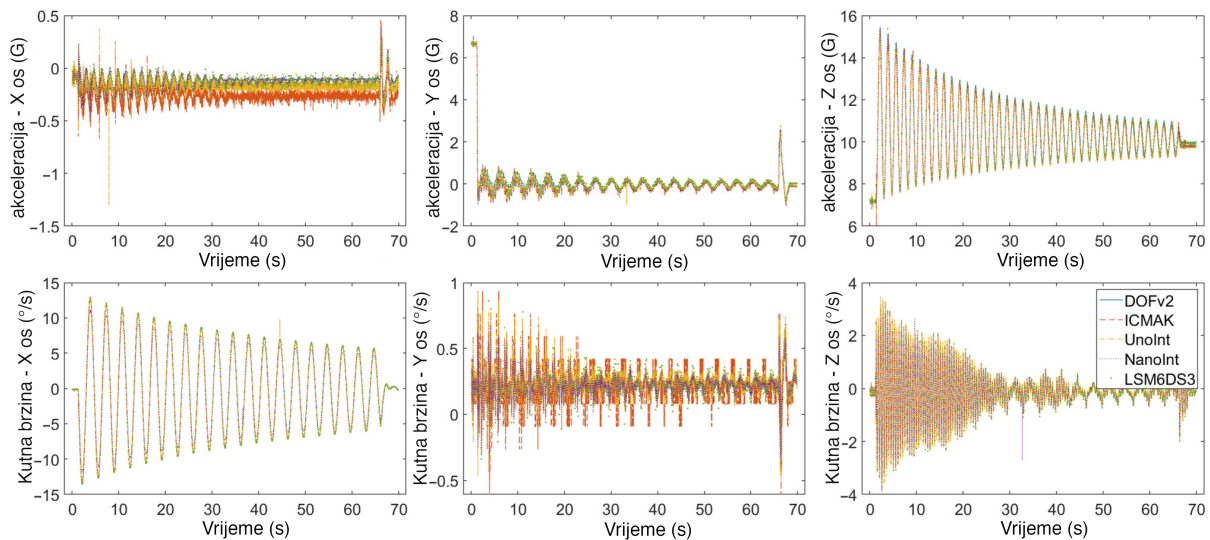 akceleracija - X os (G)
0.5
0
−0.5
−1
−1.5
0 10 20 30 40 50 60 70
Vrijeme (s)
akceleracija - Y os (G)
8
6
4
2
0
−2
0 10 20 30 40 50 60 70
Vrijeme (s)
akceleracija - Z os (G)
16
14
12
10
8
6
0 10 20 30 40 50 60 70
Vrijeme (s)
Kutna brzina - X os (°/s)
15
10
5
0
−5
−10
−15
0 10 20 30 40 50 60 70
Vrijeme (s)
Kutna brzina - Y os (°/s)
1
0.5
0
−0.5
0 10 20 30 40 50 60 70
Vrijeme (s)
Kutna brzina - Z os (°/s)
4
2
0
−2
−4
0 10 20 30 40 50 60 70
Vrijeme (s)
DOFv2
ICMAK
UnoInt
NanoInt
LSM6DS3